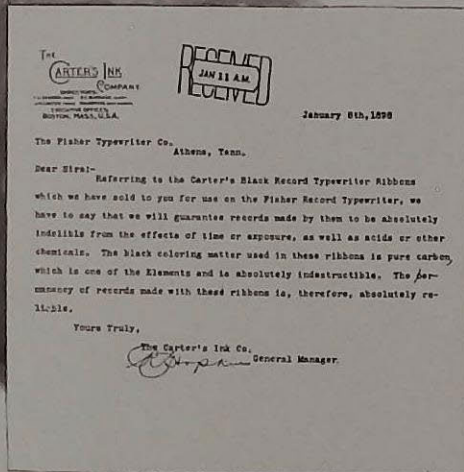 THE
CARTER'S INK
COMPANY
EXECUTIVE OFFICES
BOSTON, MASS., U.S.A.
RECEIVED
JAN 11 A.M.
January 8th, 1898
The Fisher Typewriter Co.
Athens, Tenn.
Dear Sirs:-
Referring to the Carter's Black Record Typewriter Ribbons
which we have sold to you for use on the Fisher Record Typewriter, we
have to say that we will guarantee records made by them to be absolutely
indelible from the effects of time or exposure, as well as acids or other
chemicals. The black coloring matter used in these ribbons is pure carbon,
which is one of the Elements and is absolutely indestructible. The per-
manency of records made with these ribbons is, therefore, absolutely re-
liable.
Yours Truly,
The Carter's Ink Co.
General Manager.